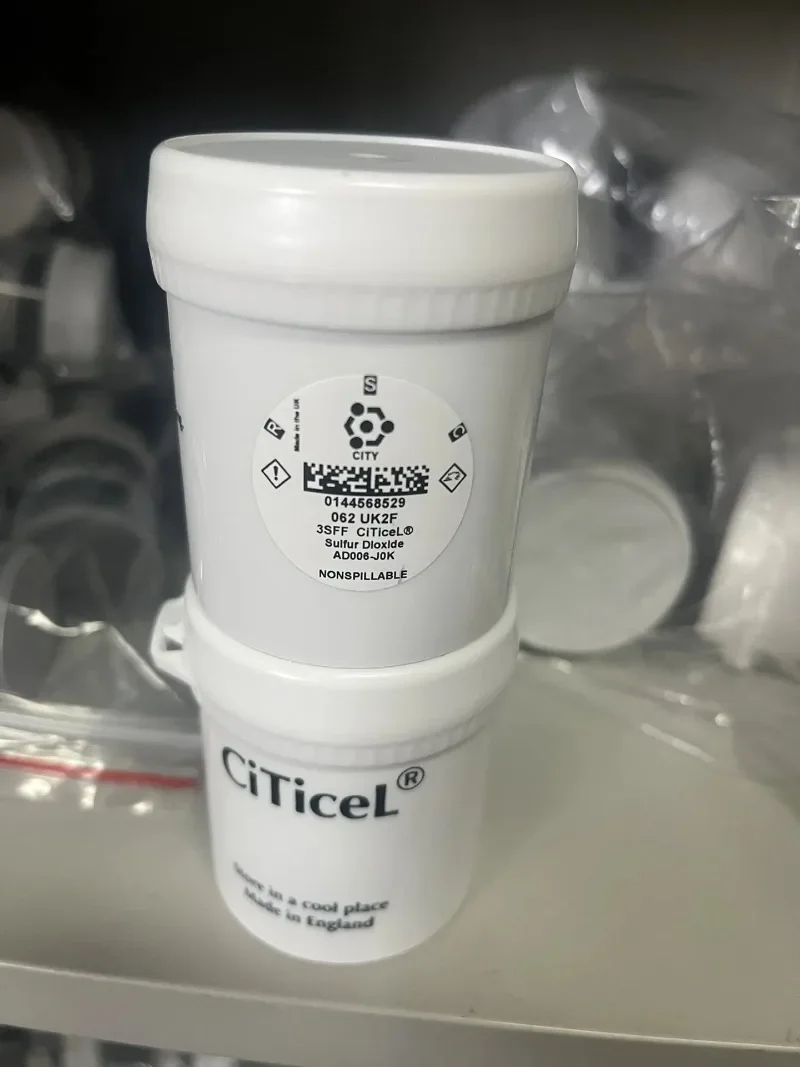 S
R
C
Made in the UK
CITY
0144568529
062 UK2F
3SFF CiTiceL®
Sulfur Dioxide
AD006-J0K
NONSPILLABLE
CiTiceL®
Store in a cool place
Made in England